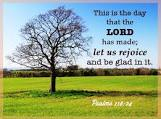 This is the day
that the
LORD
has made;
let us rejoice
and be glad in it.
Psalms 118:24